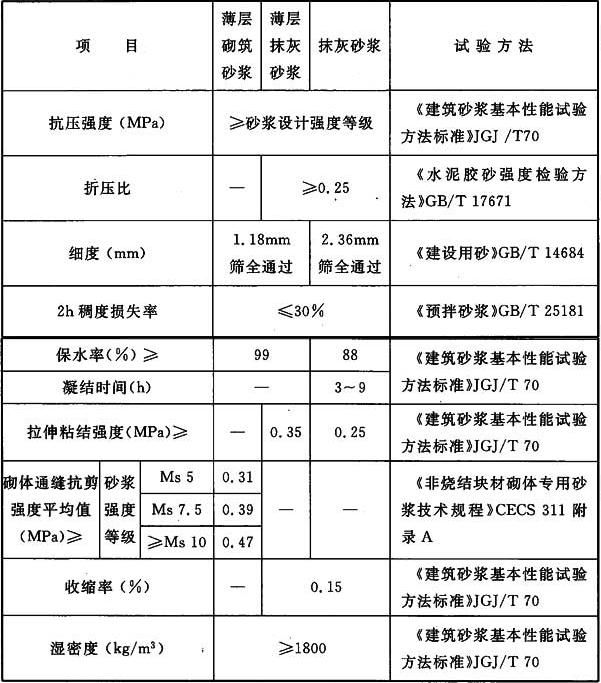 项 目
薄层
砌筑
砂浆
薄层
抹灰
砂浆
抹灰砂浆
试验方法
抗压强度(MPa)
≥砂浆设计强度等级
《建筑砂浆基本性能试验
方法标准》JGJ /T70
折压比
—
≥0.25
《水泥胶砂强度检验方
法》GB/T 17671
细度(mm)
1.18mm
筛全通过
2.36mm
筛全通过
《建设用砂》GB/T 14684
2h稠度损失率
≤30%
《预拌砂浆》GB/T 25181
保水率(%)≥
99
88
《建筑砂浆基本性能试验
方法标准》JGJ/T 70
凝结时间(h)
—
3~9
拉伸粘结强度(MPa)≥
—
0.35
0.25
《建筑砂浆基本性能试验
方法标准》JGJ/T 70
砌体通缝抗剪
强度平均值
(MPa)≥
砂浆
强度
等级
Ms 5
0.31
Ms 7.5
0.39
≥Ms 10
0.47
—
—
《非烧结块材砌体专用砂
浆技术规程》CECS 311 附
录 A
收缩率(%)
—
0.15
《建筑砂浆基本性能试验
方法标准》JGJ/T 70
湿密度(kg/m³)
≥1800
《建筑砂浆基本性能试验
方法标准》JGJ/T 70